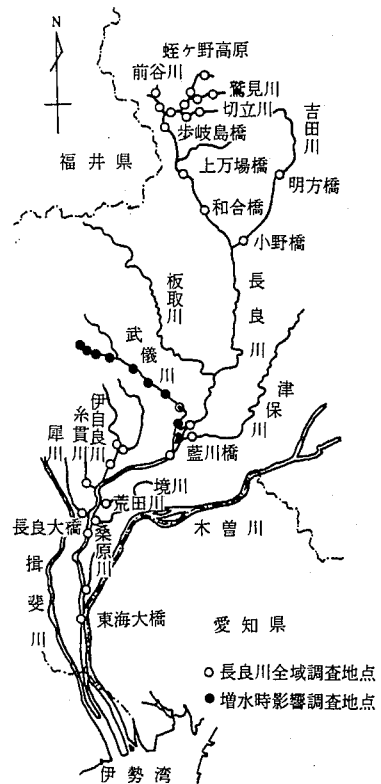 N
蛭ヶ野高原
前谷川
鷲見川
切立川
歩岐島橋
吉田川
福井県
上万場橋
明方橋
和合橋
小野橋
板取川
長良川
武儀川
津保川
伊自良川
糸貫川
犀川
藍川橋
境川
荒田川
長良大橋
桑原川
木曽川
揖斐川
東海大橋
愛知県
○長良川全域調査地点
●増水時影響調査地点
伊勢湾